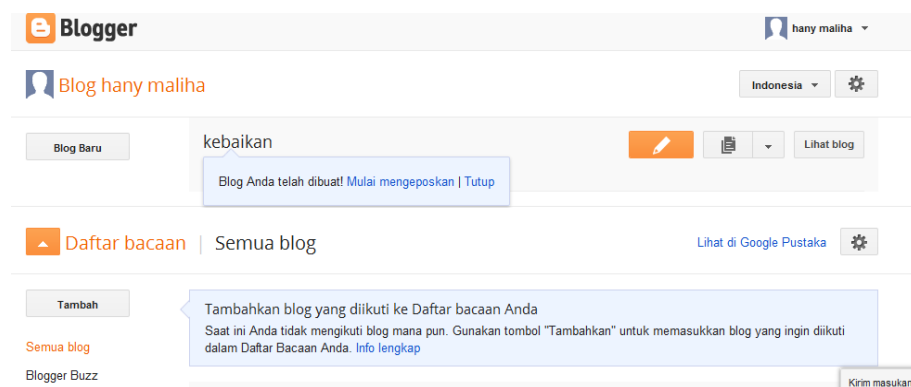 Blogger
hany maliha
Blog hany maliha
Indonesia
Blog Baru
kebaikan
Lihat blog
Blog Anda telah dibuat! Mulai mengeposkan | Tutup
Daftar bacaan | Semua blog
Lihat di Google Pustaka
Tambah
Tambahkan blog yang diikuti ke Daftar bacaan Anda
Saat ini Anda tidak mengikuti blog mana pun. Gunakan tombol "Tambahkan" untuk memasukkan blog yang ingin diikuti
dalam Daftar Bacaan Anda. Info lengkap
Semua blog
Blogger Buzz
Kirim masukan